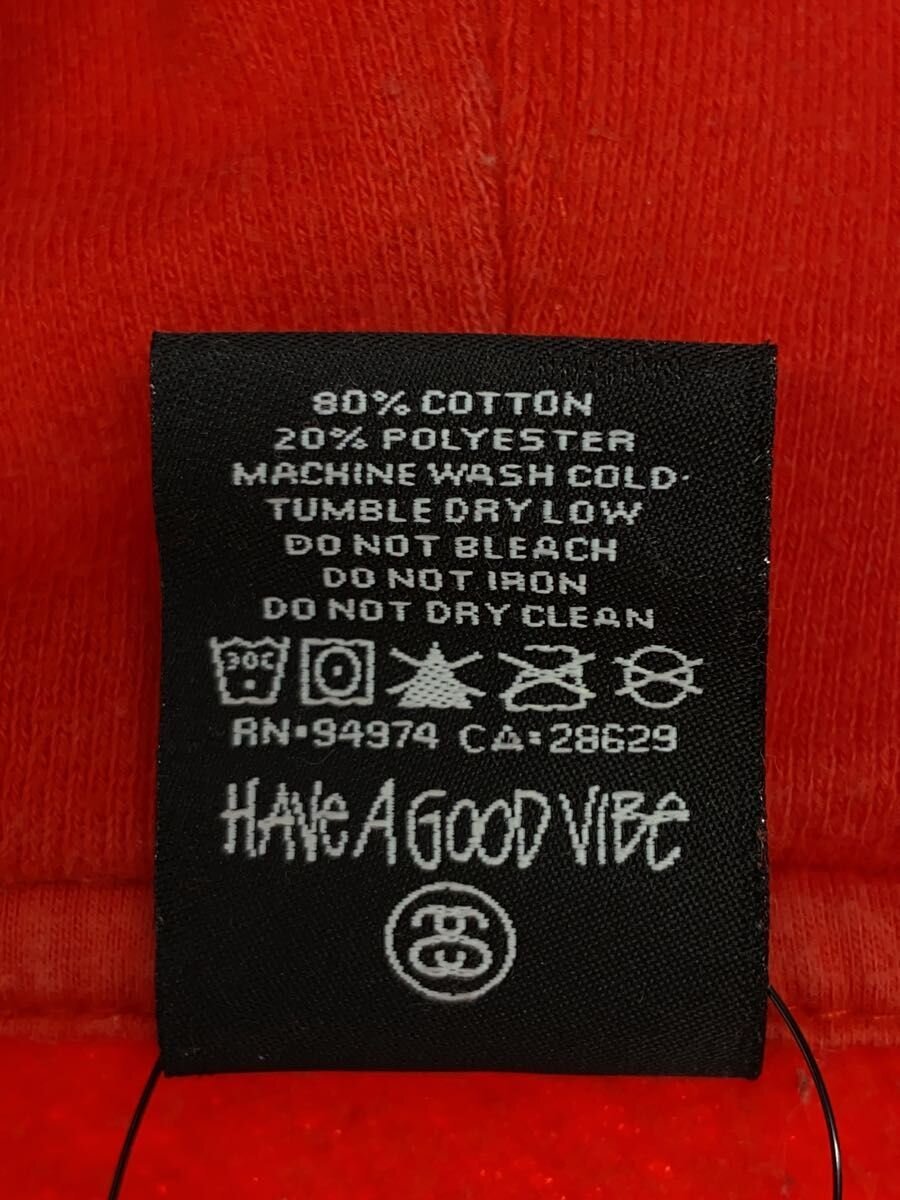 80% COTTON
20% POLYESTER
MACHINE WASH COLD
TUMBLE DRY LOW
DO NOT BLEACH
DO NOT IRON
DO NOT DRY CLEAN
30C
RN:94974 CA:28629
HAVE A GOOD VIBE